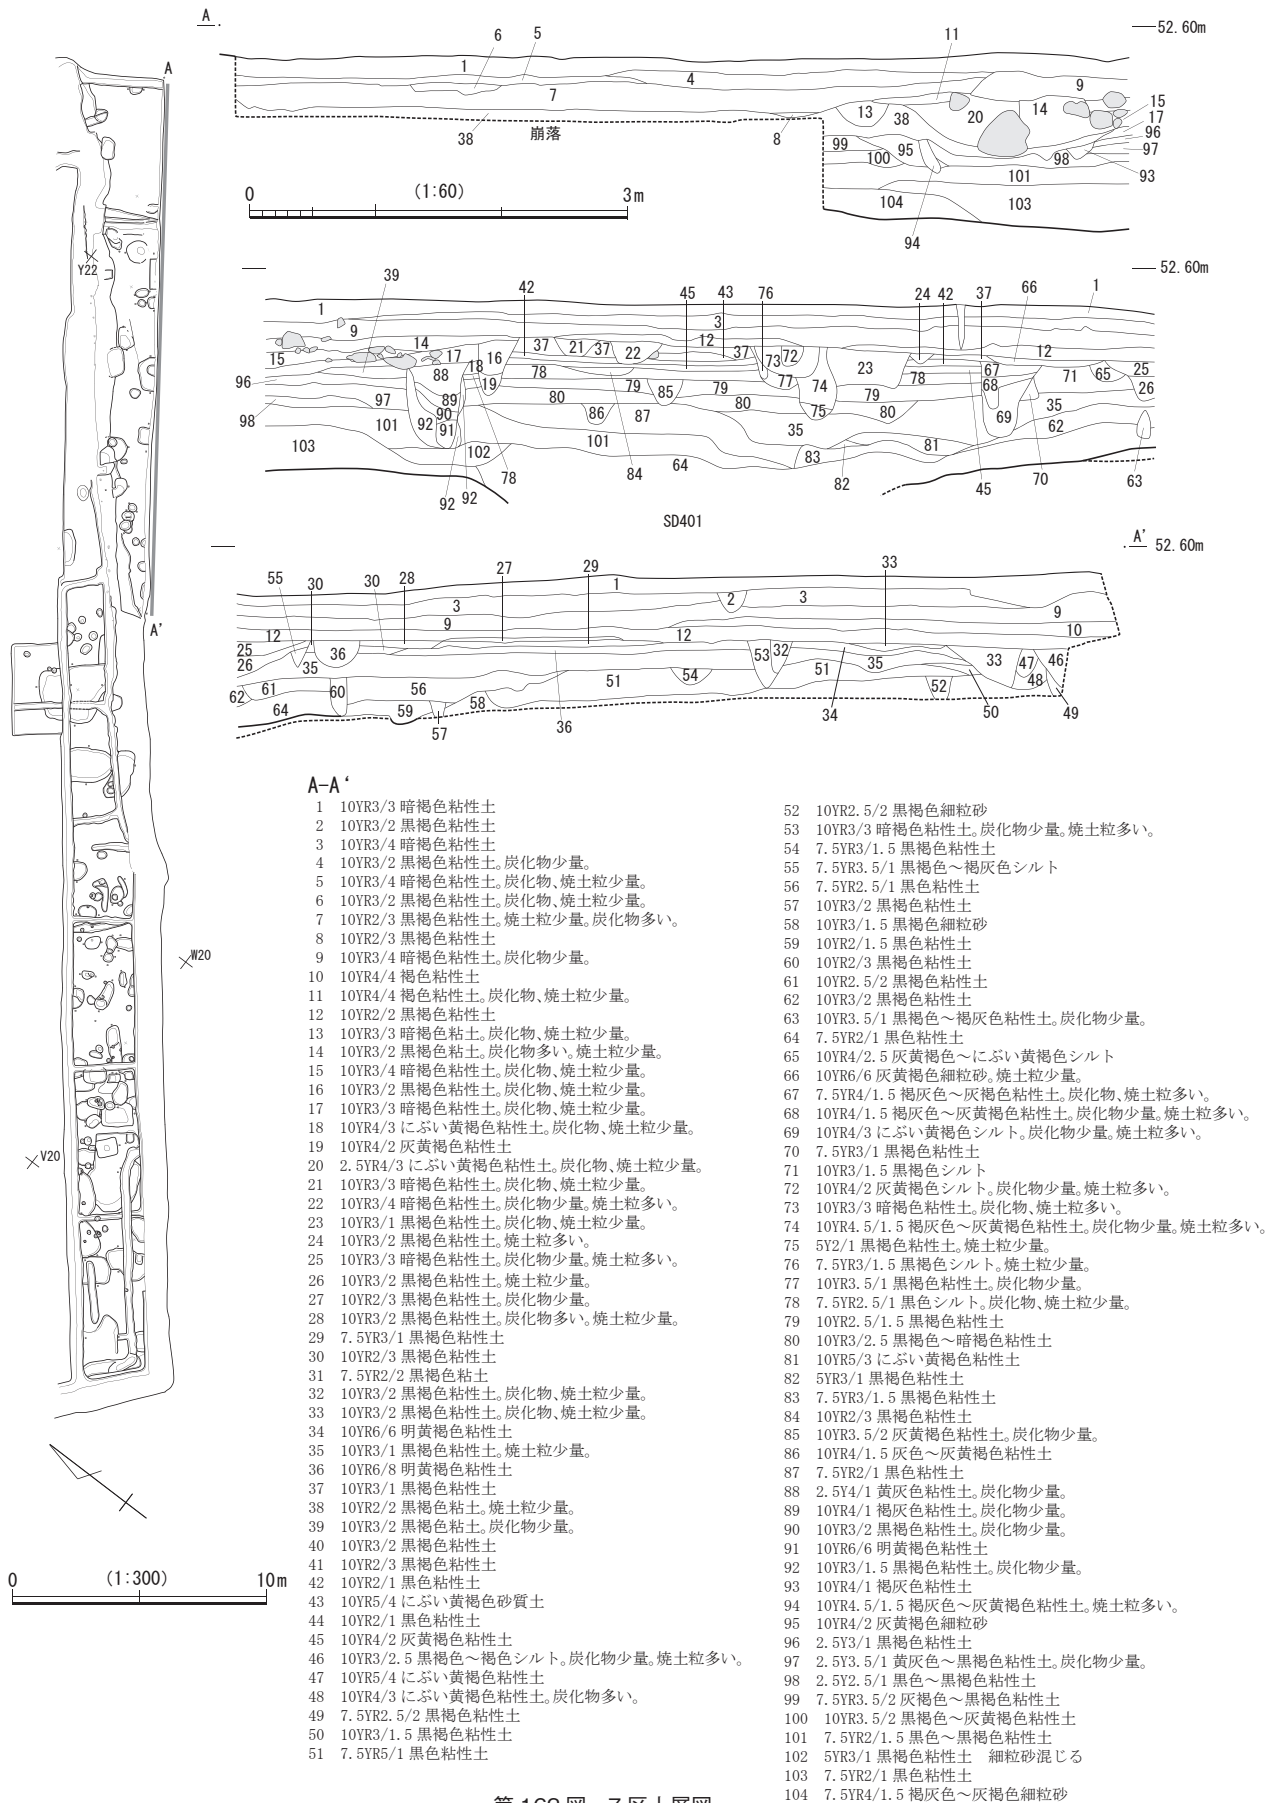 A
52.60m
6
5
11
1
4
9
7
13
38
20
14
15
17
96
97
93
38
崩落
8
99
100
95
98
101
104
103
94
0
(1:60)
3m
A
Y22
A'
W20
V20
52.60m
39
42
45
43
76
24
42
37
66
1
1
9
3
14
12
12
15
17
16
37
21
37
22
37
73
72
23
67
71
65
25
26
96
88
18
19
78
79
85
79
77
74
78
79
68
97
89
80
86
87
80
75
80
69
35
98
101
92
90
91
35
62
103
102
101
64
83
81
92
92
78
84
82
45
70
63
SD401
A'
52.60m
55
30
30
28
27
29
33
1
3
2
3
9
9
10
12
12
25
26
36
53
32
33
47
46
35
51
54
51
35
52
48
62
61
60
56
64
59
58
57
36
34
50
49
A-A'
1 10YR3/3 暗褐色粘性土
2 10YR3/2 黒褐色粘性土
3 10YR3/4 暗褐色粘性土
4 10YR3/2 黒褐色粘性土。炭化物少量。
5 10YR3/4 暗褐色粘性土。炭化物、焼土粒少量。
6 10YR3/2 黒褐色粘性土。炭化物、焼土粒少量。
7 10YR2/3 黒褐色粘性土。焼土粒少量。炭化物多い。
8 10YR2/3 黒褐色粘性土
9 10YR3/4 暗褐色粘性土。炭化物少量。
10 10YR4/4 褐色粘性土
11 10YR4/4 褐色粘性土。炭化物、焼土粒少量。
12 10YR2/2 黒褐色粘性土
13 10YR3/3 暗褐色粘性土。炭化物、焼土粒少量。
14 10YR3/2 黒褐色粘土。炭化物多い。焼土粒少量。
15 10YR3/4 暗褐色粘性土。炭化物、焼土粒少量。
16 10YR3/2 黒褐色粘性土。炭化物、焼土粒少量。
17 10YR3/3 暗褐色粘性土。炭化物、焼土粒少量。
18 10YR4/3 にぶい黄褐色粘性土。炭化物、焼土粒少量。
19 10YR4/2 灰黄褐色粘性土
20 2.5YR4/3 にぶい黄褐色粘性土。炭化物、焼土粒少量。
21 10YR3/3 暗褐色粘性土。炭化物、焼土粒少量。
22 10YR3/4 暗褐色粘性土。炭化物少量。焼土粒多い。
23 10YR3/1 黒褐色粘性土。炭化物、焼土粒少量。
24 10YR3/2 黒褐色粘性土。焼土粒多い。
25 10YR3/3 暗褐色粘性土。炭化物少量。焼土粒多い。
26 10YR3/2 黒褐色粘性土。焼土粒少量。
27 10YR2/3 黒褐色粘性土。炭化物少量。
28 10YR3/2 黒褐色粘性土。炭化物多い。焼土粒少量。
29 7.5YR3/1 黒褐色粘性土
30 10YR2/3 黒褐色粘性土
31 7.5YR2/2 黒褐色粘土
32 10YR3/2 黒褐色粘性土。炭化物、焼土粒少量。
33 10YR3/2 黒褐色粘性土。炭化物、焼土粒少量。
34 10YR6/6 明黄褐色粘性土
35 10YR3/1 黒褐色粘性土。焼土粒少量。
36 10YR6/8 明黄褐色粘性土
37 10YR3/1 黒褐色粘性土
38 10YR2/2 黒褐色粘土。焼土粒少量。
39 10YR3/2 黒褐色粘土。炭化物少量。
40 10YR3/2 黒褐色粘性土
41 10YR2/3 黒褐色粘性土
42 10YR2/1 黒色粘性土
43 10YR5/4 にぶい黄褐色砂質土
44 10YR2/1 黒色粘性土
45 10YR4/2 灰黄褐色粘性土
46 10YR3/2.5 黒褐色～褐色シルト。炭化物少量。焼土粒多い。
47 10YR5/4 にぶい黄褐色粘性土
48 10YR4/3 にぶい黄褐色粘性土。炭化物多い。
49 7.5YR2.5/2 黒褐色粘性土
50 10YR3/1.5 黒褐色粘性土
51 7.5YR5/1 黒色粘性土
52 10YR2.5/2 黒褐色細粒砂
53 10YR3/3 暗褐色粘性土。炭化物少量。焼土粒多い。
54 7.5YR3/1.5 黒褐色粘性土
55 7.5YR3.5/1 黒褐色～褐灰色シルト
56 7.5YR2.5/1 黒色粘性土
57 10YR3/2 黒褐色粘性土
58 10YR3/1.5 黒褐色細粒砂
59 10YR2/1.5 黒色粘性土
60 10YR2/3 黒褐色粘性土
61 10YR2.5/2 黒褐色粘性土
62 10YR3/2 黒褐色粘性土
63 10YR3.5/1 黒褐色～褐灰色粘性土。炭化物少量。
64 7.5YR2/1 黒色粘性土
65 10YR4/2.5 灰黄褐色～にぶい黄褐色シルト
66 10YR6/6 灰黄褐色細粒砂。焼土粒少量。
67 7.5YR4/1.5 褐灰色～灰褐色粘性土。炭化物、焼土粒多い。
68 10YR4/1.5 褐灰色～灰黄褐色粘性土。炭化物少量。焼土粒多い。
69 10YR4/3 にぶい黄褐色シルト。炭化物少量。焼土粒多い。
70 7.5YR3/1 黒褐色粘性土
71 10YR3/1.5 黒褐色シルト
72 10YR4/2 灰黄褐色シルト。炭化物少量。焼土粒多い。
73 10YR3/3 暗褐色粘性土。炭化物、焼土粒多い。
74 10YR4.5/1.5 褐灰色～灰黄褐色粘性土。炭化物少量。焼土粒多い。
75 5Y2/1 黒褐色粘性土。焼土粒少量。
76 7.5YR3/1.5 黒褐色シルト。焼土粒少量。
77 10YR3.5/1 黒褐色粘性土。炭化物少量。
78 7.5YR2.5/1 黒色シルト。炭化物、焼土粒少量。
79 10YR2.5/1.5 黒褐色粘性土
80 10YR3/2.5 黒褐色～暗褐色粘性土
81 10YR5/3 にぶい黄褐色粘性土
82 5YR3/1 黒褐色粘性土
83 7.5YR3/1.5 黒褐色粘性土
84 10YR2/3 黒褐色粘性土
85 10YR3.5/2 灰黄褐色粘性土。炭化物少量。
86 10YR4/1.5 灰色～灰黄褐色粘性土
87 7.5YR2/1 黒色粘性土
88 2.5Y4/1 黄灰色粘性土。炭化物少量。
89 10YR4/1 褐灰色粘性土。炭化物少量。
90 10YR3/2 黒褐色粘性土。炭化物少量。
91 10YR6/6 明黄褐色粘性土
92 10YR3/1.5 黒褐色粘性土。炭化物少量。
93 10YR4/1 褐灰色粘性土
94 10YR4.5/1.5 褐灰色～灰黄褐色粘性土。焼土粒多い。
95 10YR4/2 灰黄褐色細粒砂
96 2.5Y3/1 黒褐色粘性土
97 2.5Y3.5/1 黄灰色～黒褐色粘性土。炭化物少量。
98 2.5Y2.5/1 黒色～黒褐色粘性土
99 7.5YR3.5/2 灰褐色～黒褐色粘性土
100 10YR3.5/2 黒褐色～灰黄褐色粘性土
101 7.5YR2/1.5 黒色～黒褐色粘性土
102 5YR3/1 黒褐色粘性土 細粒砂混じる
103 7.5YR2/1 黒色粘性土
104 7.5YR4/1.5 褐灰色～灰褐色細粒砂
0
(1:300)
10m